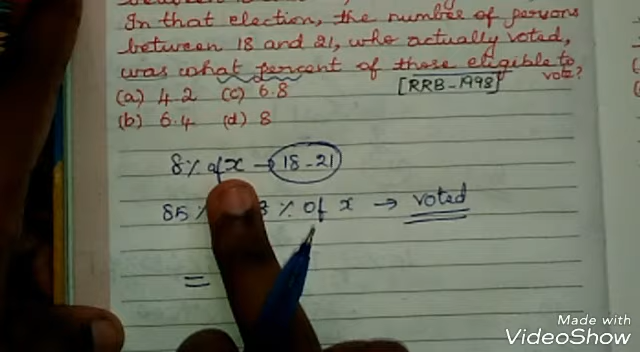 In that election, the number of persons
between 18 and 21, who actually voted,
was what percent of those eligible to
vote?
[RRB-1998]
(a) 4.2 (c) 6.8
(b) 6.4 (d) 8
8% of x → 18-21
85 % % of x → voted
=
Made with
VideoShow